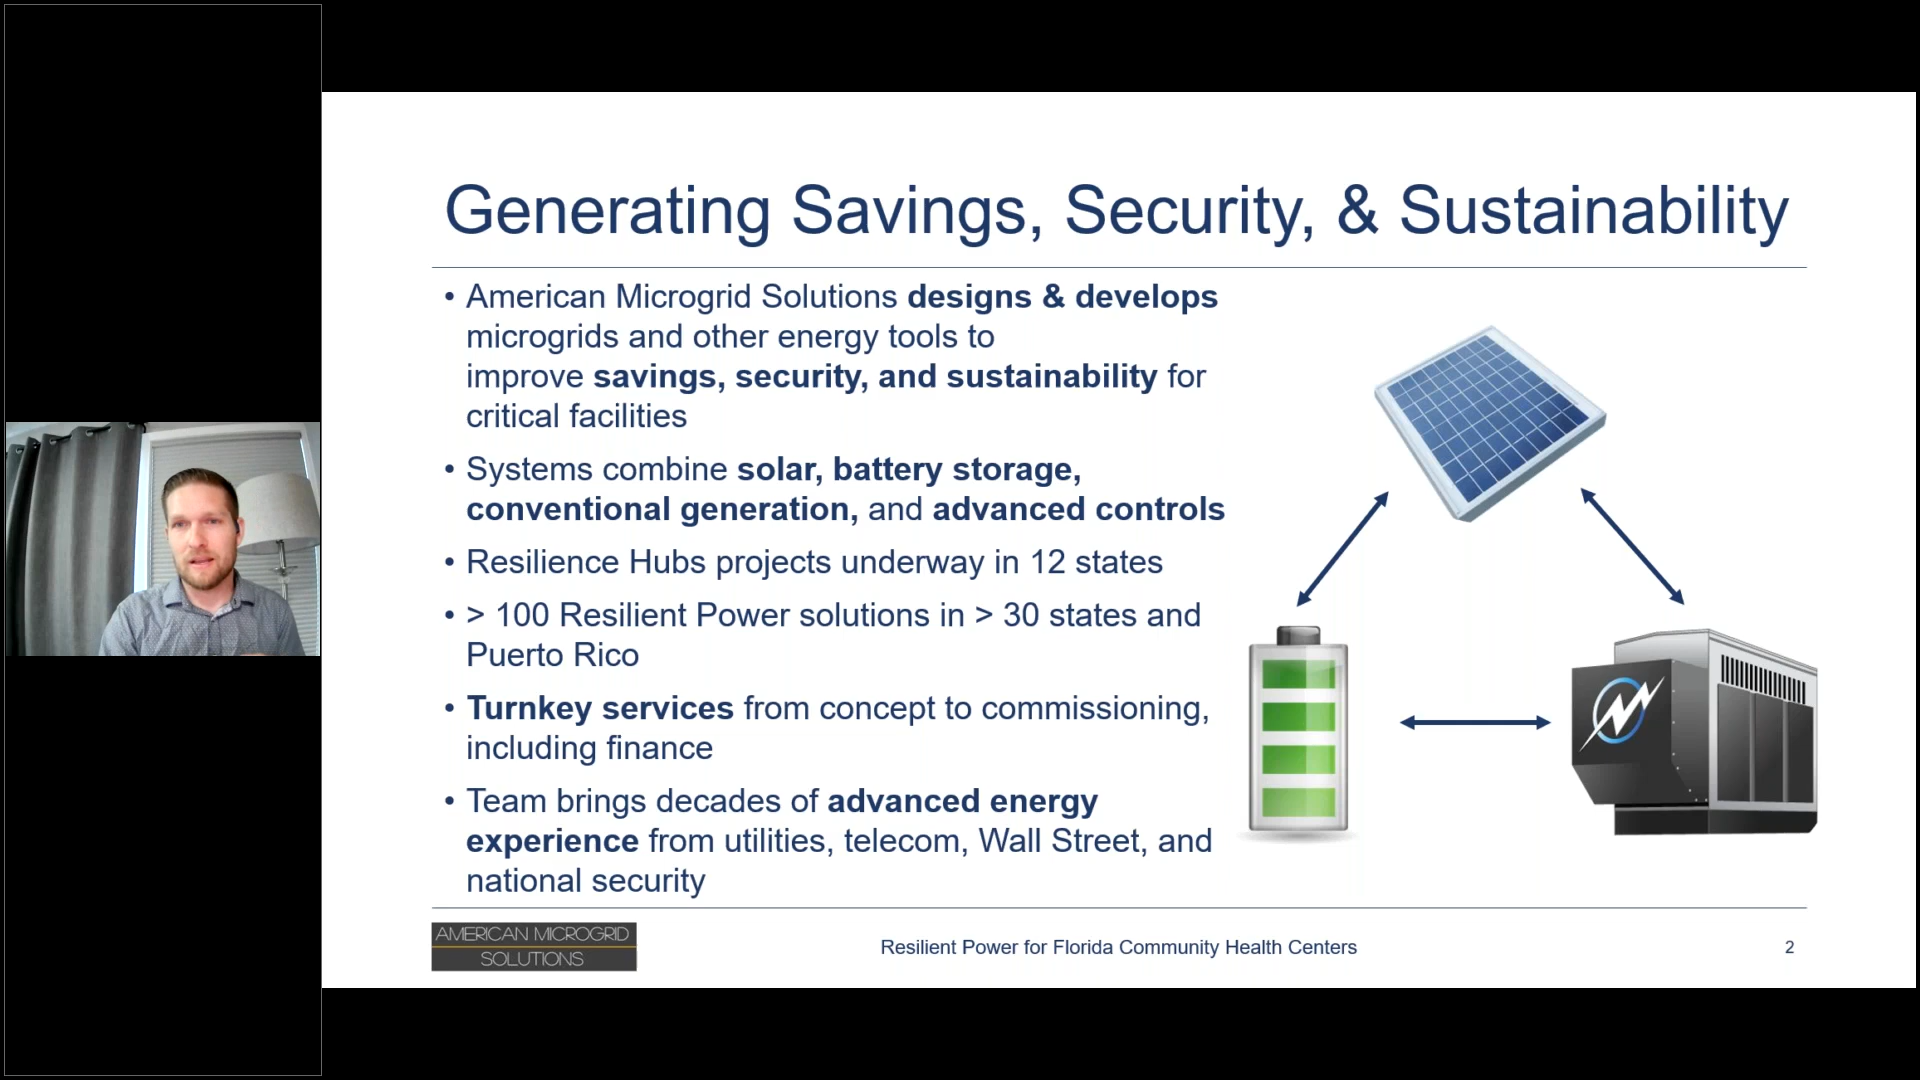 Generating Savings, Security, & Sustainability
• American Microgrid Solutions designs & develops
microgrids and other energy tools to
improve savings, security, and sustainability for
critical facilities
• Systems combine solar, battery storage,
conventional generation, and advanced controls
• Resilience Hubs projects underway in 12 states
• > 100 Resilient Power solutions in > 30 states and
Puerto Rico
• Turnkey services from concept to commissioning,
including finance
• Team brings decades of advanced energy
experience from utilities, telecom, Wall Street, and
national security
AMERICAN MICROGRID
SOLUTIONS
Resilient Power for Florida Community Health Centers
2